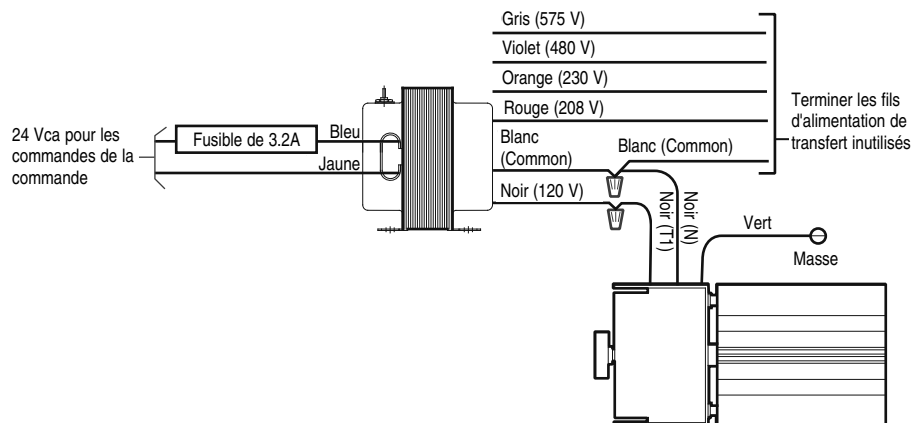 Gris (575 V)
Violet (480 V)
Orange (230 V)
Rouge (208 V)
Blanc
(Common)
Blanc (Common)
Noir (120 V)
Terminer les fils
d'alimentation de
transfert inutilisés
24 Vca pour les
commandes de la
commande
Fusible de 3.2A
Bleu
Jaune
Noir (T1)
Noir (N)
Vert
Masse